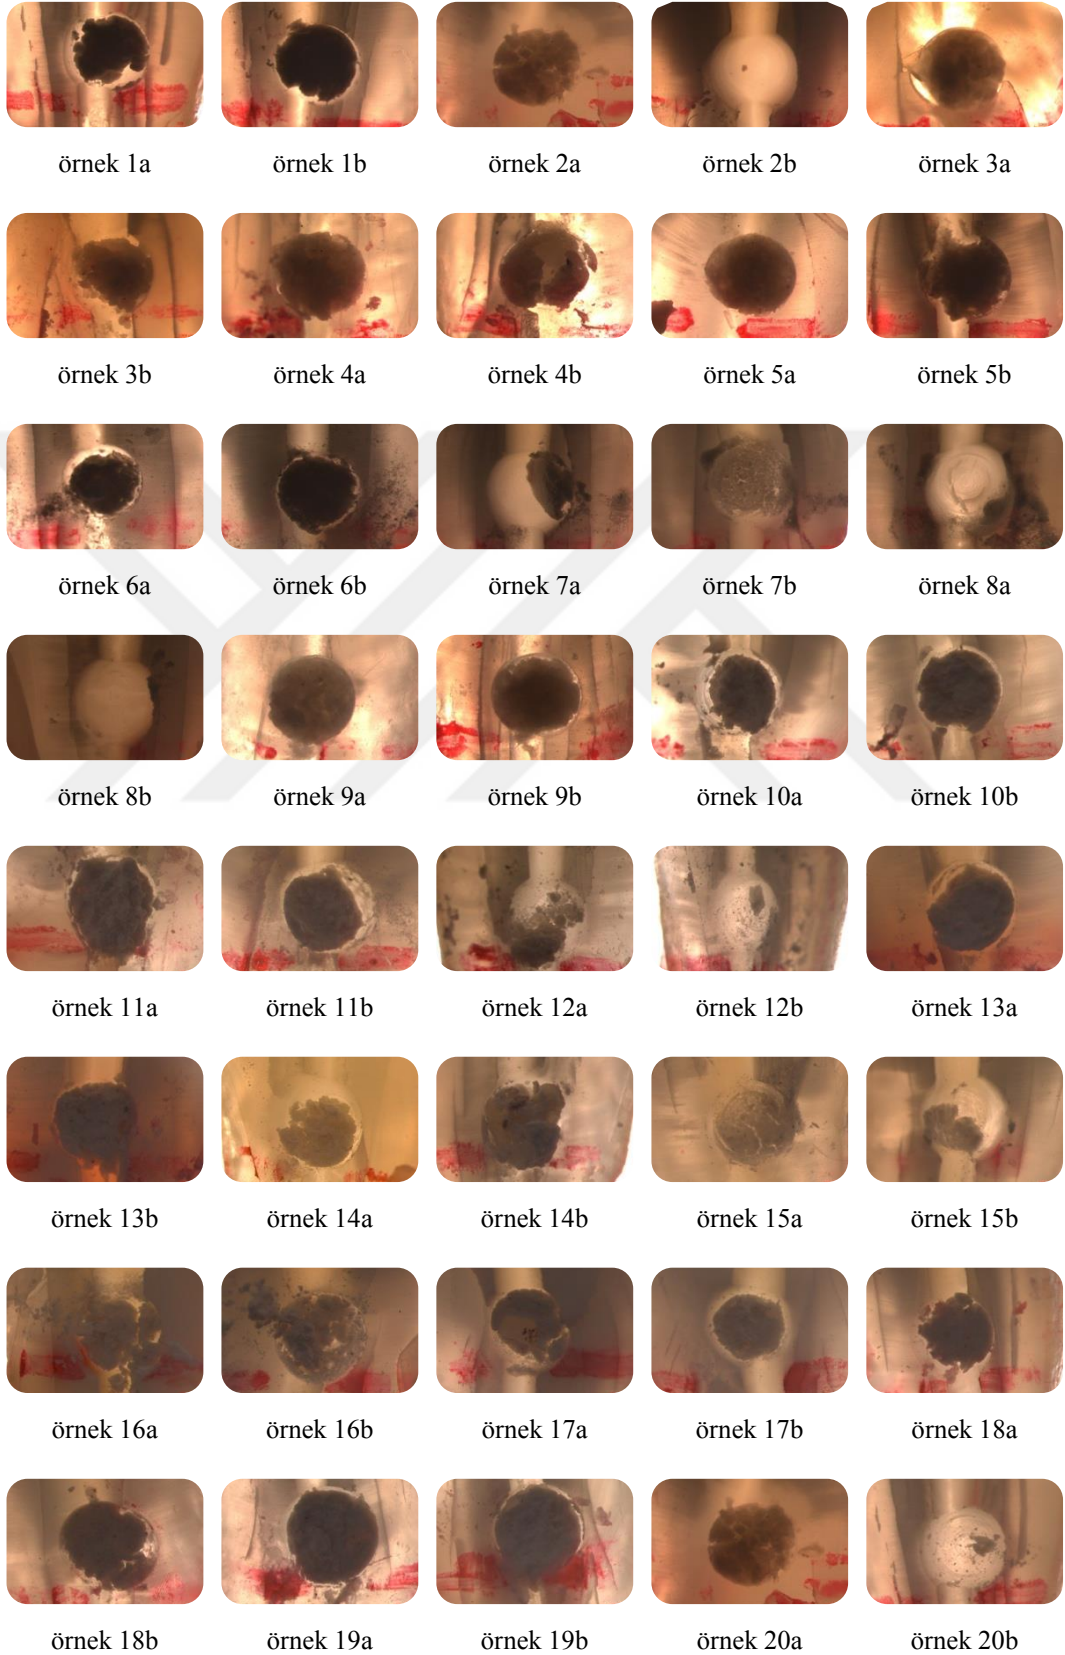 örnek 1a örnek 1b örnek 2a örnek 2b örnek 3a
örnek 3b örnek 4a örnek 4b örnek 5a örnek 5b
örnek 6a örnek 6b örnek 7a örnek 7b örnek 8a
örnek 8b örnek 9a örnek 9b örnek 10a örnek 10b
örnek 11a örnek 11b örnek 12a örnek 12b örnek 13a
örnek 13b örnek 14a örnek 14b örnek 15a örnek 15b
örnek 16a örnek 16b örnek 17a örnek 17b örnek 18a
örnek 18b örnek 19a örnek 19b örnek 20a örnek 20b